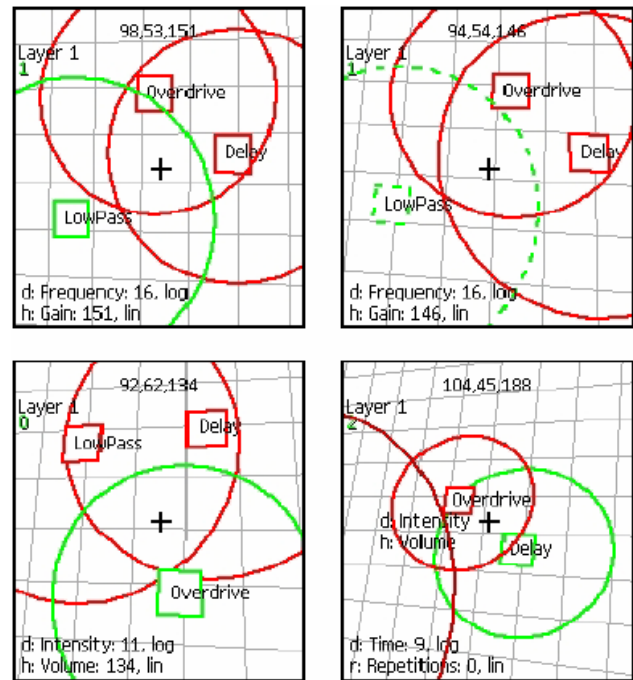 98,53,151
Layer 1
1
Overdrive
Delay
LowPass
d: Frequency: 16, log
h: Gain: 151, lin
94,54,146
Layer 1
1
Overdrive
Delay
LowPass
d: Frequency: 16, log
h: Gain: 146, lin
92,62,134
Layer 1
0
LowPass
Delay
Overdrive
d: Intensity: 11, log
h: Volume: 134, lin
104,45,188
Layer 1
2
Overdrive
d: Intensity
h: Volume
Delay
d: Time: 9, log
r: Repetitions: 0, lin